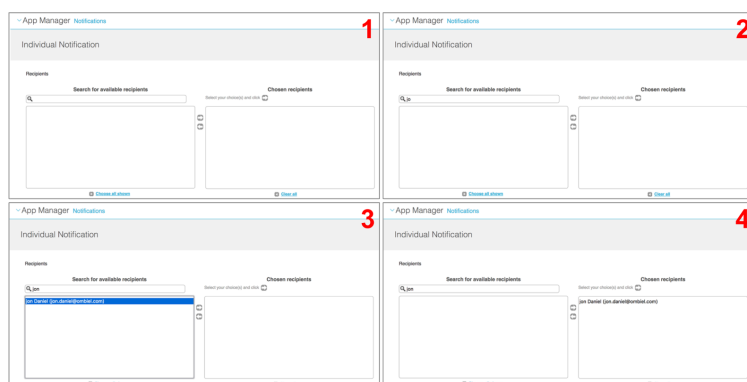 App Manager Notifications
1
Individual Notification
Recipients
Search for available recipients
Chosen recipients
Select your choice(s) and click
Choose all shown
Clear all
App Manager Notifications
2
Individual Notification
Recipients
Search for available recipients
Chosen recipients
jo
Select your choice(s) and click
Choose all shown
Clear all
App Manager Notifications
3
Individual Notification
Recipients
Search for available recipients
Chosen recipients
jon
Select your choice(s) and click
jon Daniel (jon.daniel@ombiel.com)
App Manager Notifications
4
Individual Notification
Recipients
Search for available recipients
Chosen recipients
jon
Select your choice(s) and click
jon Daniel (jon.daniel@ombiel.com)